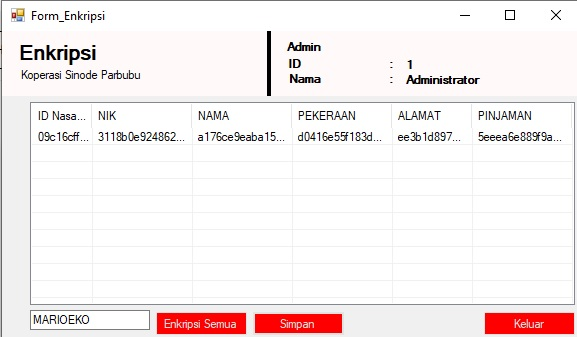 Form_Enkripsi
Enkripsi
Koperasi Sinode Parbubu
Admin
ID : 1
Nama : Administrator
ID Nasa... NIK NAMA PEKERAAN ALAMAT PINJAMAN
09c16cff... 3118b0e924862... a176ce9eaba15... d0416e55f183d... ee3b1d897... 5eeea6e889f9a...
MARIOEKO Enkripsi Semua Simpan Keluar